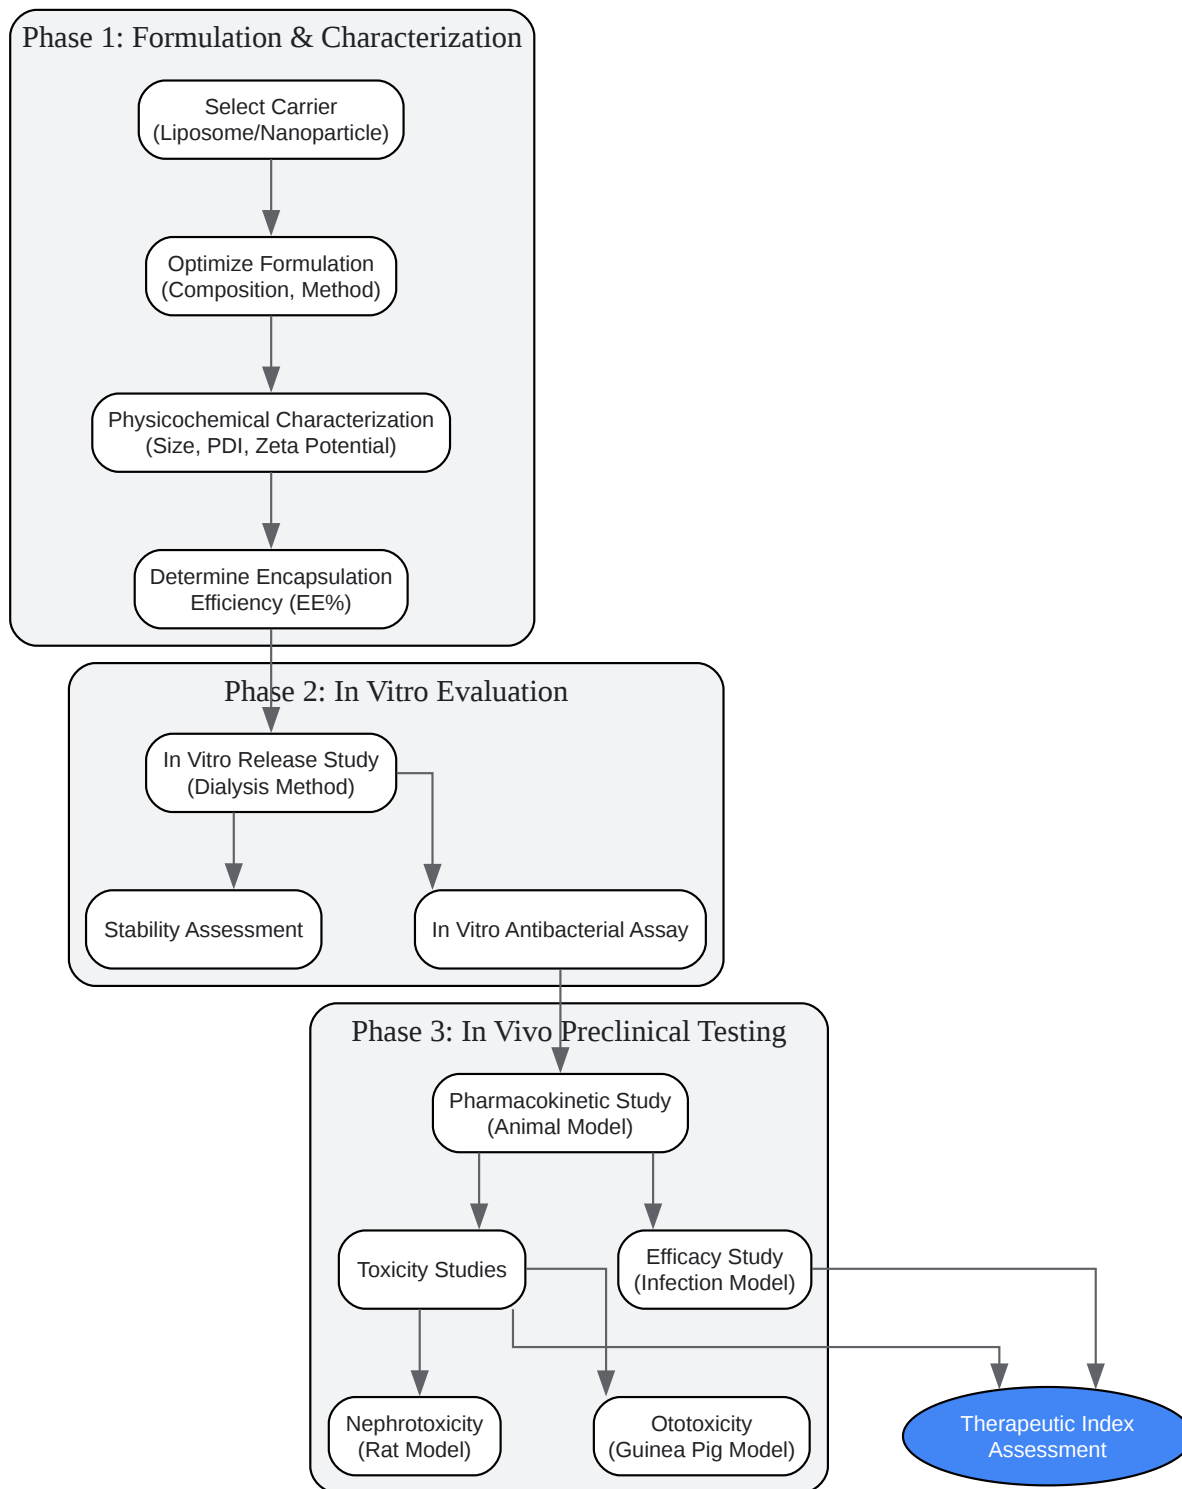 Phase 1: Formulation & Characterization
Select Carrier
(Liposome/Nanoparticle)
Optimize Formulation
(Composition, Method)
Physicochemical Characterization
(Size, PDI, Zeta Potential)
Determine Encapsulation
Efficiency (EE%)
Phase 2: In Vitro Evaluation
In Vitro Release Study
(Dialysis Method)
Stability Assessment
In Vitro Antibacterial Assay
Phase 3: In Vivo Preclinical Testing
Pharmacokinetic Study
(Animal Model)
Toxicity Studies
Efficacy Study
(Infection Model)
Nephrotoxicity
(Rat Model)
Ototoxicity
(Guinea Pig Model)
Therapeutic Index
Assessment